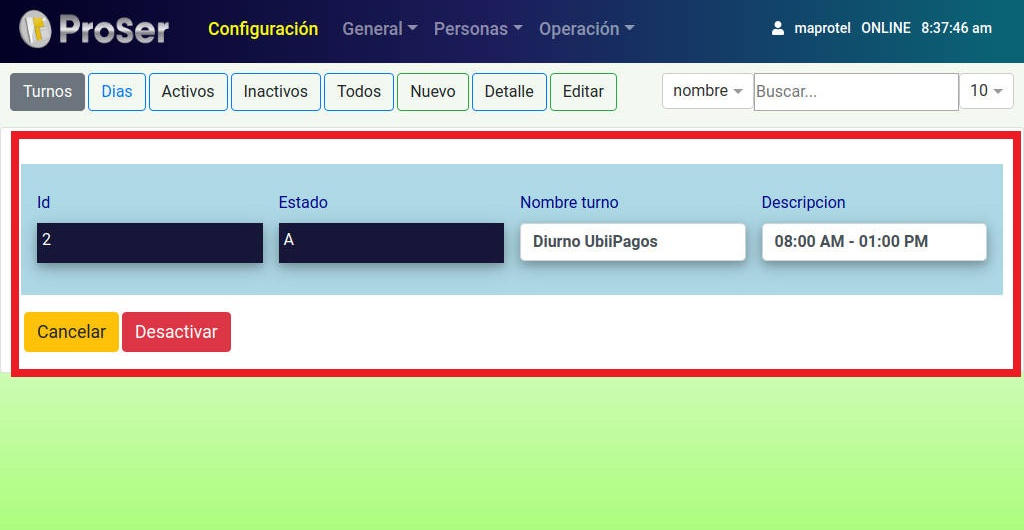 ProSer Configuración General Personas Operación maprotel ONLINE 8:37:46 am
Turnos Dias Activos Inactivos Todos Nuevo Detalle Editar nombre Buscar... 10
Id Estado Nombre turno Descripcion
2 A Diurno UbiiPagos 08:00 AM - 01:00 PM
Cancelar Desactivar